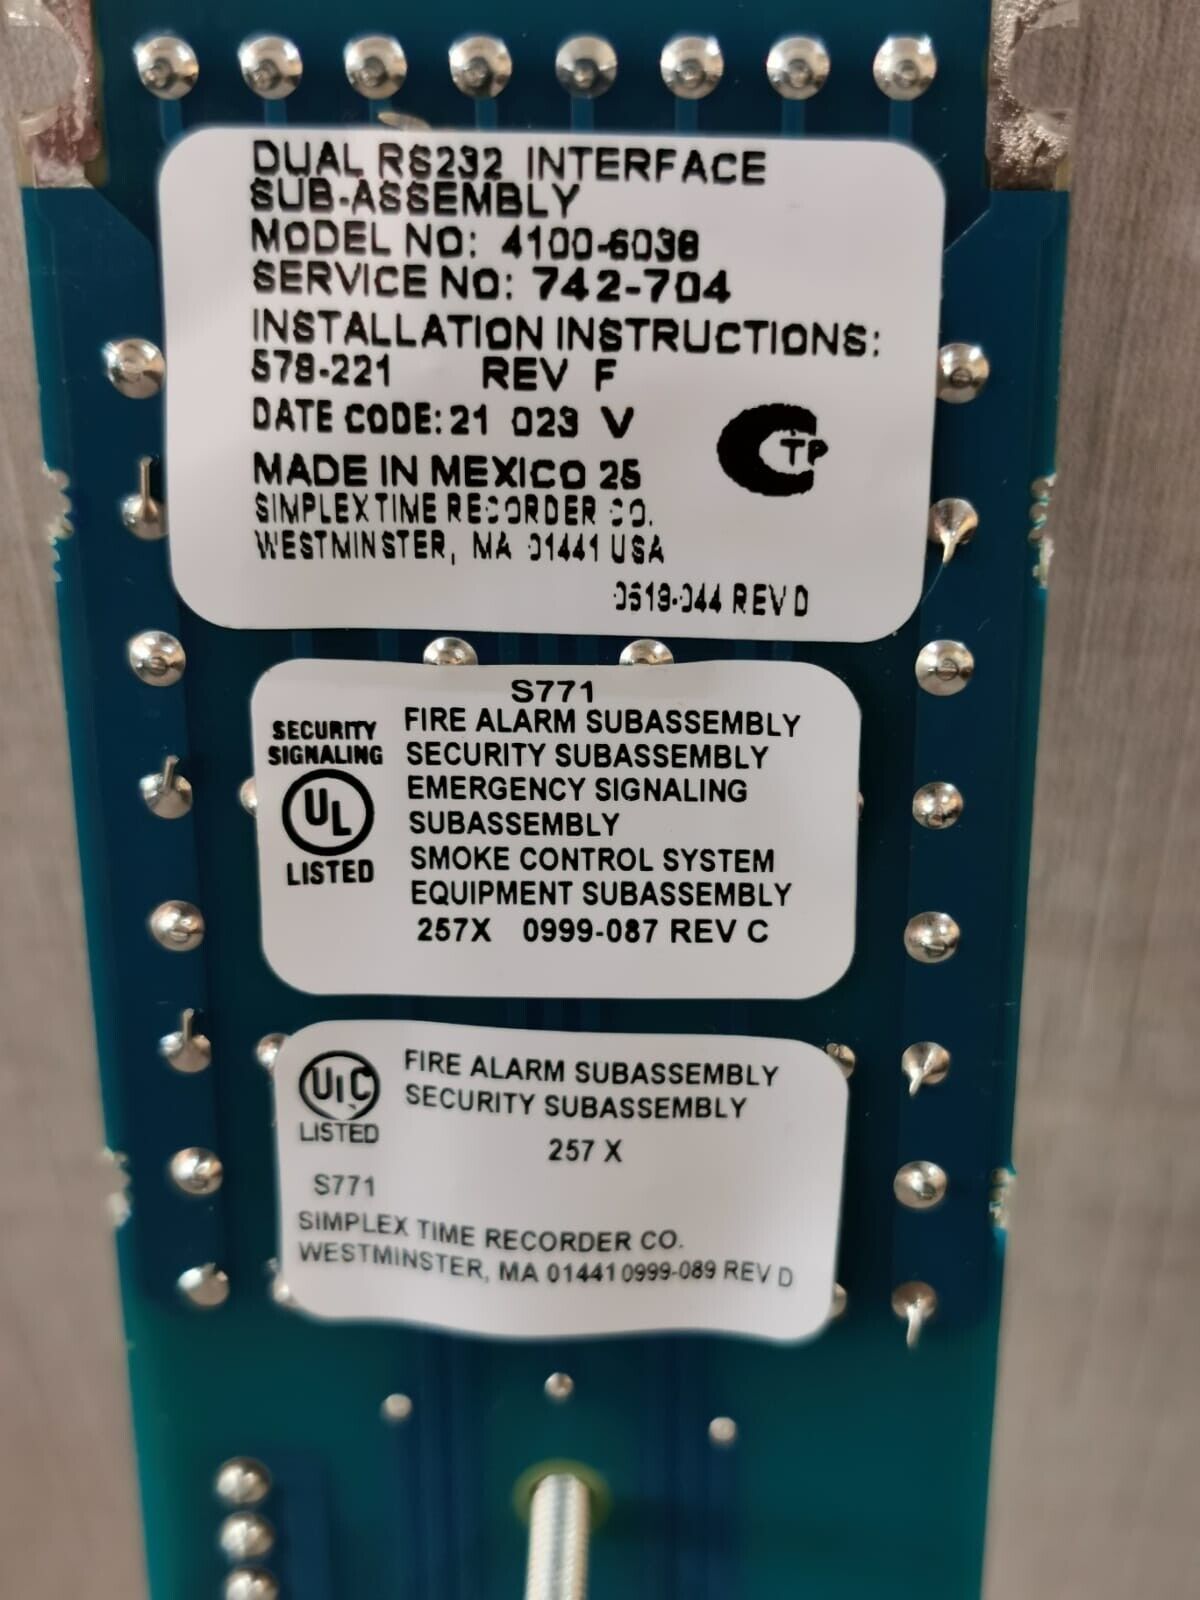 DUAL RS232 INTERFACE
SUB-ASSEMBLY
MODEL NO: 4100-6038
SERVICE NO: 742-704
INSTALLATION INSTRUCTIONS:
579-221 REV F
DATE CODE: 21 023 V
CTP
MADE IN MEXICO 25
SIMPLEX TIME RECORDER CO.
WESTMINSTER, MA 01441 USA
0619-044 REV D
S771
SECURITY
SIGNALING
UL
LISTED
FIRE ALARM SUBASSEMBLY
SECURITY SUBASSEMBLY
EMERGENCY SIGNALING
SUBASSEMBLY
SMOKE CONTROL SYSTEM
EQUIPMENT SUBASSEMBLY
257X 0999-087 REV C
LISTED
FIRE ALARM SUBASSEMBLY
SECURITY SUBASSEMBLY
257 X
S771
SIMPLEX TIME RECORDER CO.
WESTMINSTER, MA 01441 0999-089 REV D